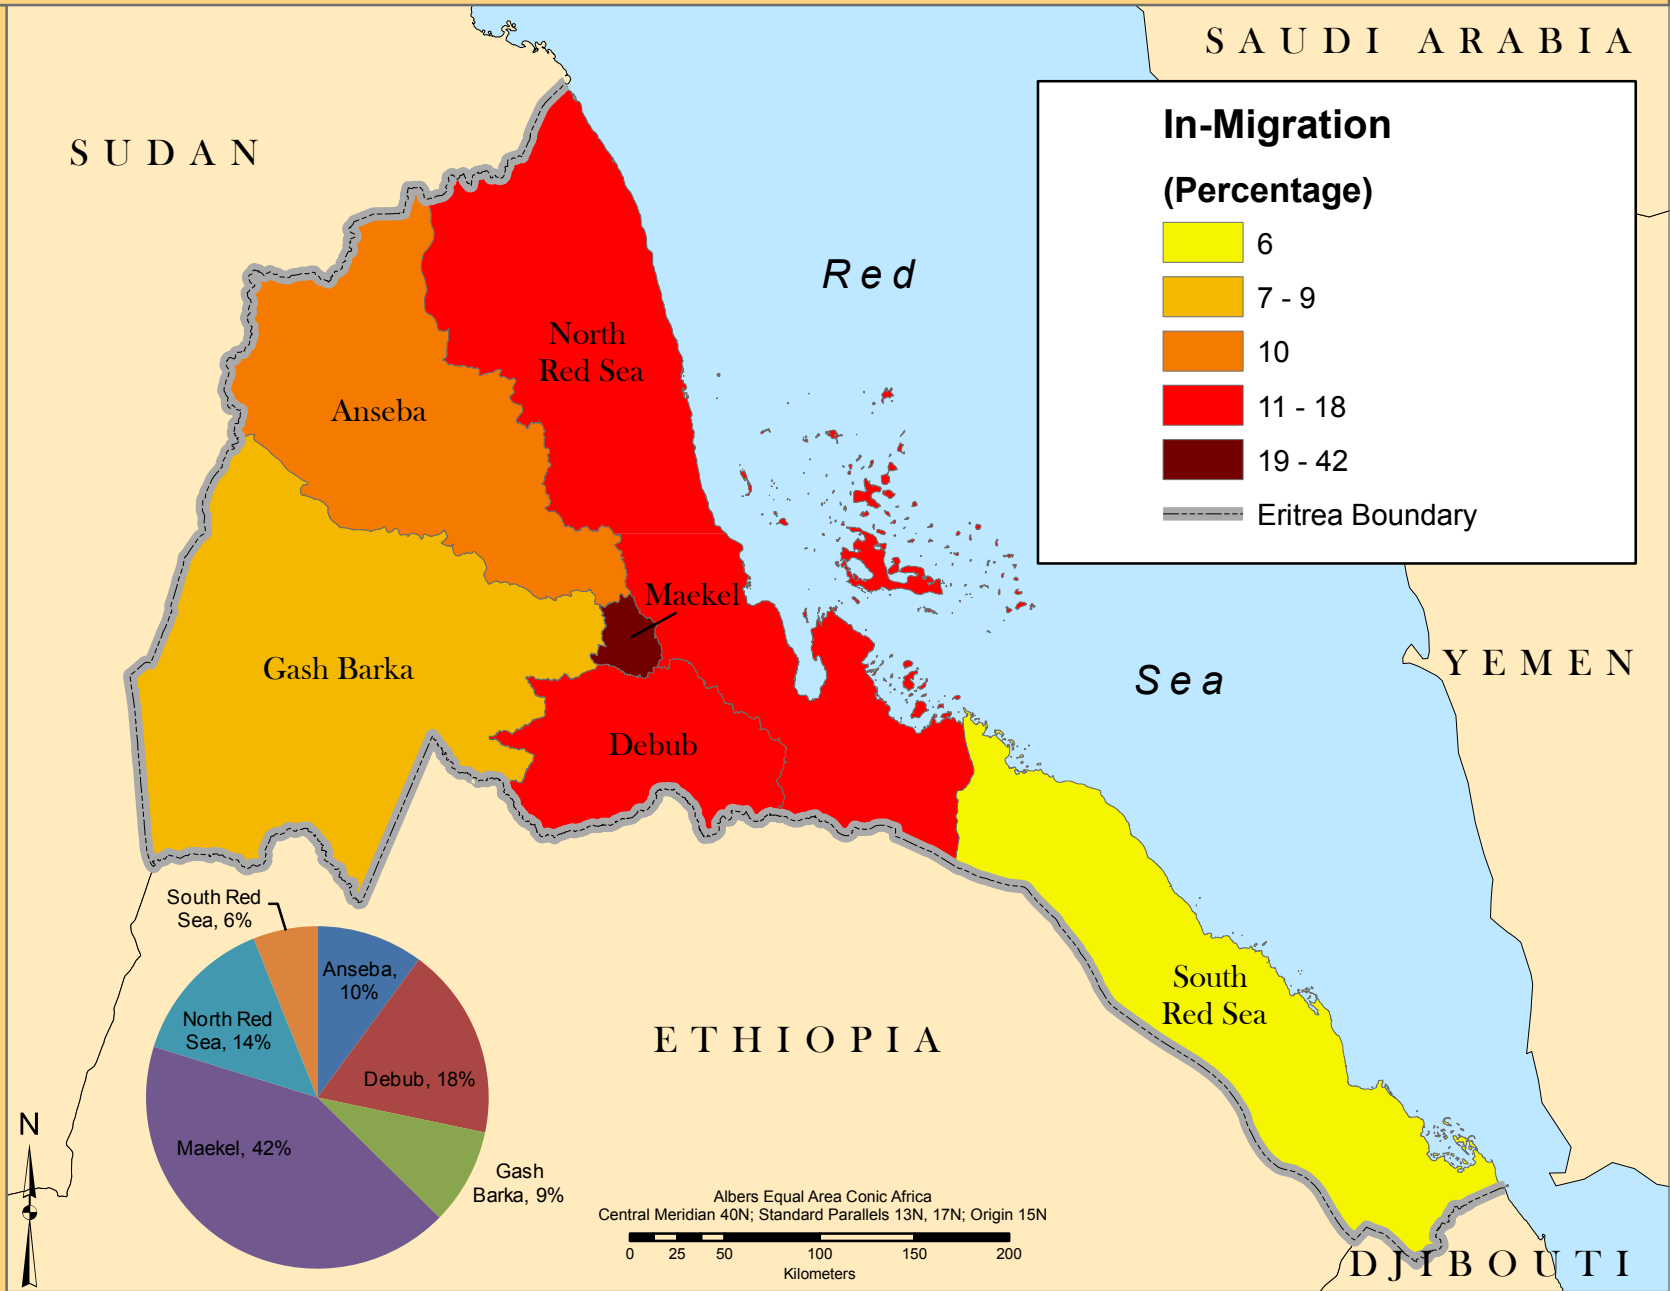 SAUDI ARABIA
SUDAN
In-Migration
(Percentage)
6
7 - 9
10
11 - 18
19 - 42
Eritrea Boundary
Red
North
Red Sea
Anseba
Maekel
Gash Barka
Sea
YEMEN
Debub
South Red
Sea, 6%
Anseba,
10%
North Red
Sea, 14%
Debub, 18%
Maekel, 42%
Gash
Barka, 9%
South
Red Sea
ETHIOPIA
N
Albers Equal Area Conic Africa
Central Meridian 40N; Standard Parallels 13N, 17N; Origin 15N
0 25 50 100 150 200
Kilometers
DJIBOUTI